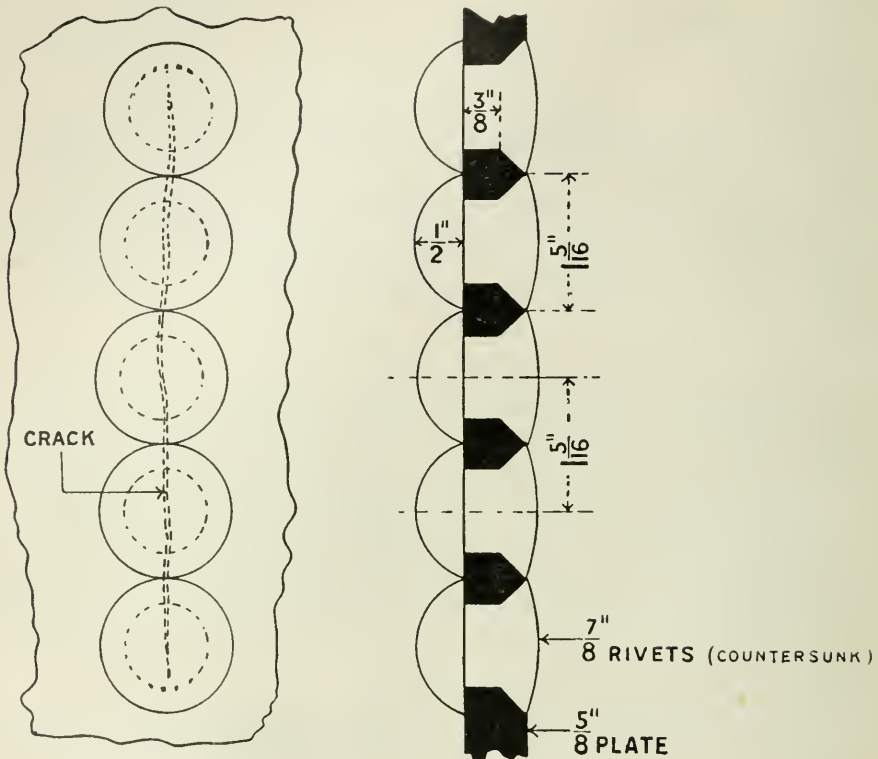 3/8"
1/2"
1 5/16"
1 5/16"
CRACK
7/8" RIVETS (COUNTERSUNK)
5/8" PLATE